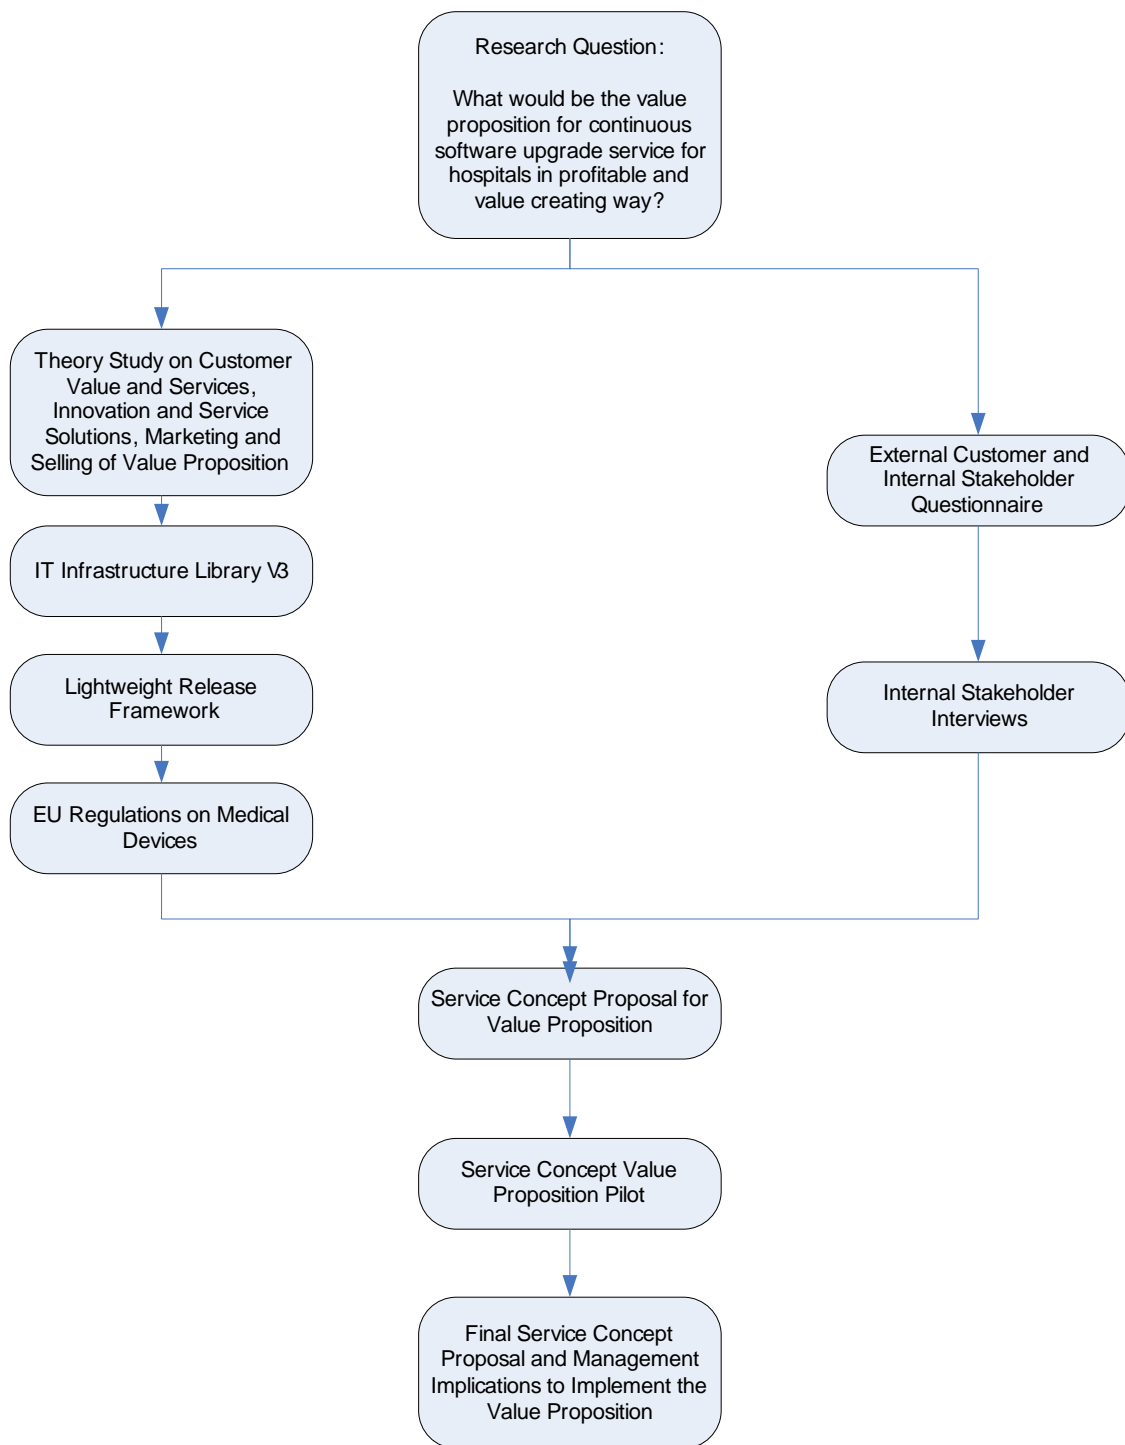 Research Question:
What would be the value
proposition for continuous
software upgrade service for
hospitals in profitable and
value creating way?
Theory Study on Customer
Value and Services,
Innovation and Service
Solutions, Marketing and
Selling of Value Proposition
IT Infrastructure Library V3
Lightweight Release
Framework
EU Regulations on Medical
Devices
External Customer and
Internal Stakeholder
Questionnaire
Internal Stakeholder
Interviews
Service Concept Proposal for
Value Proposition
Service Concept Value
Proposition Pilot
Final Service Concept
Proposal and Management
Implications to Implement the
Value Proposition